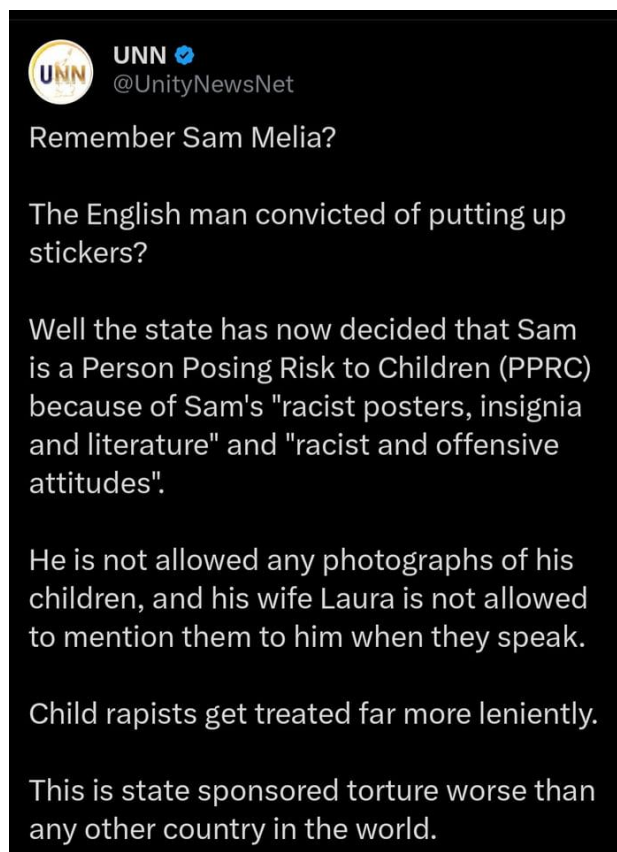 UNN
UNN
@UnityNewsNet
Remember Sam Melia?
The English man convicted of putting up
stickers?
Well the state has now decided that Sam
is a Person Posing Risk to Children (PPRC)
because of Sam's "racist posters, insignia
and literature" and "racist and offensive
attitudes".
He is not allowed any photographs of his
children, and his wife Laura is not allowed
to mention them to him when they speak.
Child rapists get treated far more leniently.
This is state sponsored torture worse than
any other country in the world.